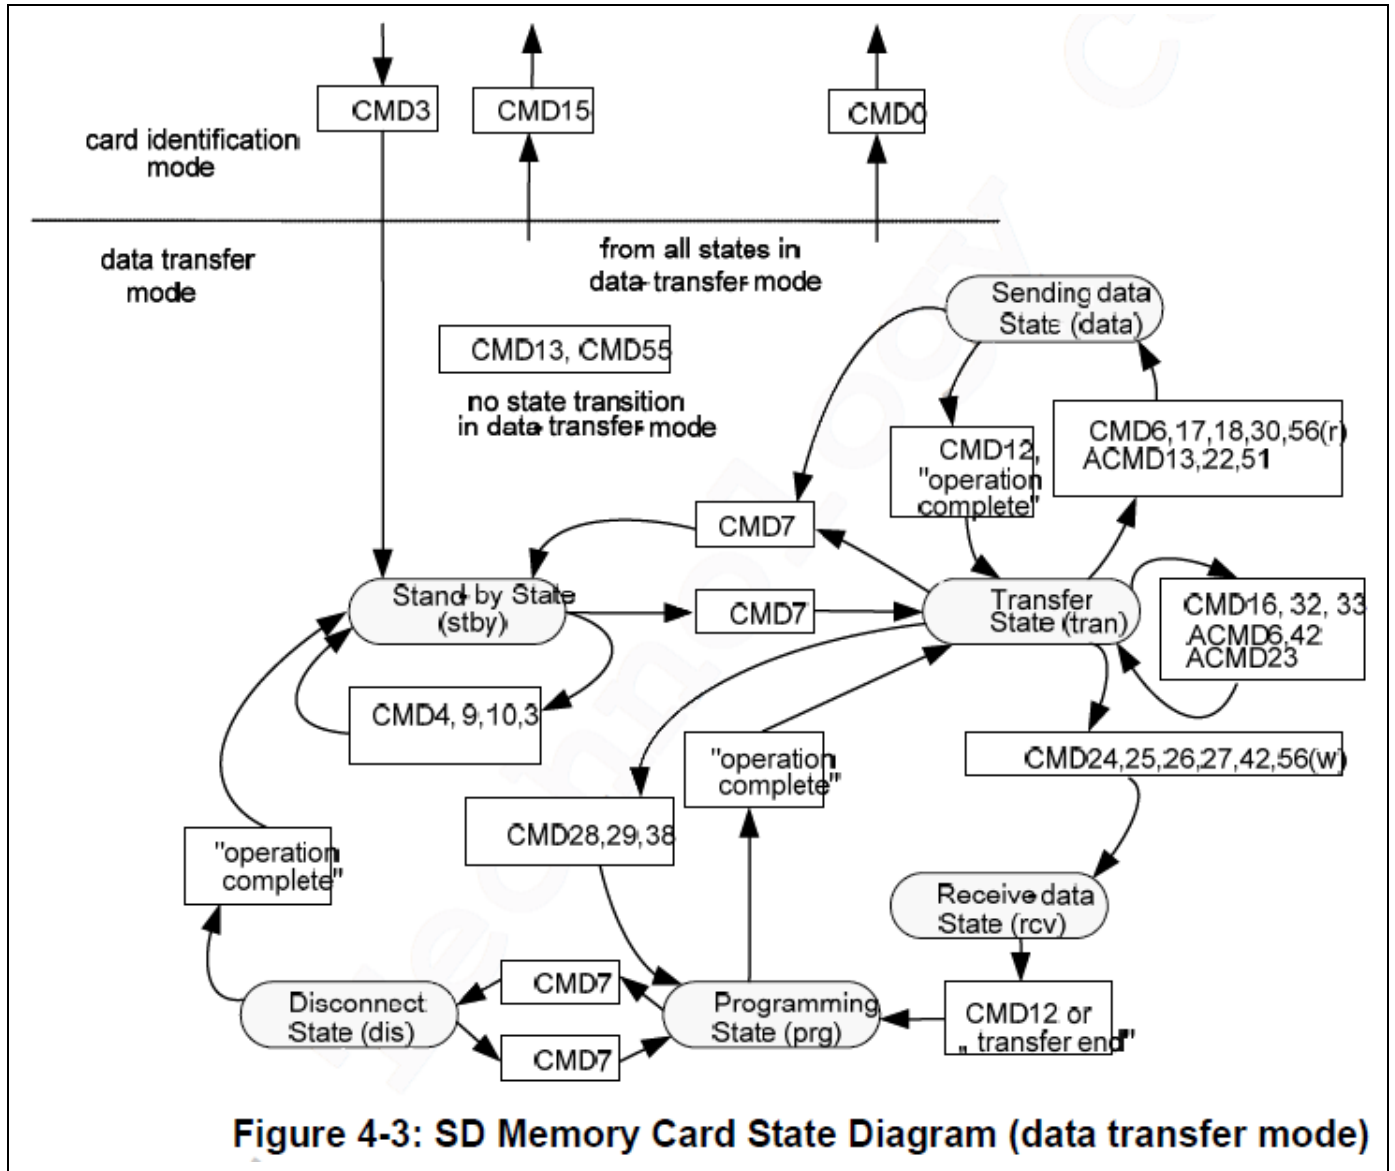 CMD3
CMD15
CMD0
card identification
mode
data transfer
mode
from all states in
data-transfer mode
CMD13, CMD55
no state transition
in data-transfer-mode
Sending data
State (data)
CMD12,
"operation
complete"
CMD6,17,18,30,56(r)
ACMD13,22,51
CMD7
Stand-by State
(stby)
CMD7
Transfer
State (tran)
CMD16, 32, 33
ACMD6,42
ACMD23
CMD4, 9,10,3
"operation
complete"
CMD24,25,26,27,42,56(w)
CMD28,29,38
"operation
complete"
Receive-data
State (rcv)
CMD7
Disconnect
State (dis)
Programming
State (prg)
CMD12 or
„ transfer end"
CMD7
Figure 4-3: SD Memory Card State Diagram (data transfer mode)